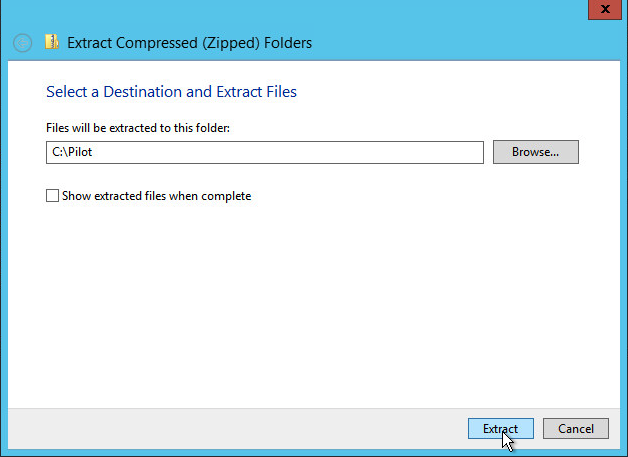 x
Extract Compressed (Zipped) Folders
Select a Destination and Extract Files
Files will be extracted to this folder:
C:\Pilot
Browse...
Show extracted files when complete
Extract
Cancel